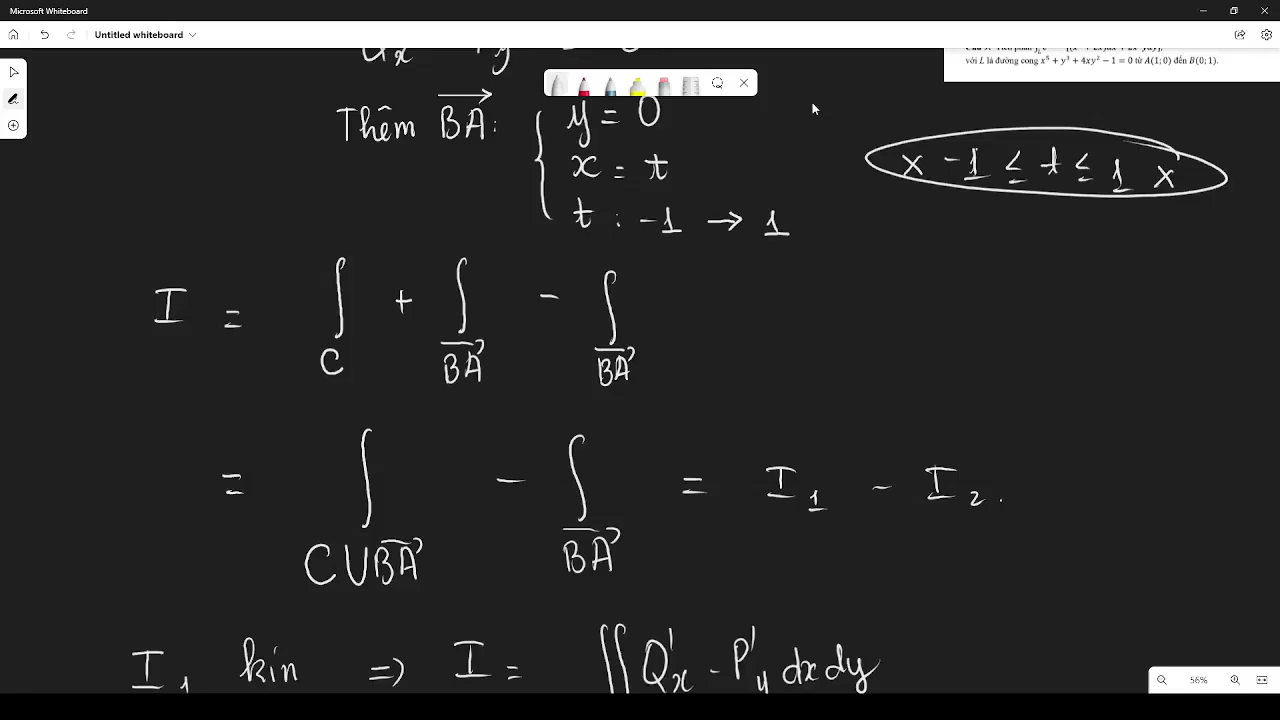 Microsoft Whiteboard
Untitled whiteboard
với L là đường cong x⁵ + y³ + 4xy² − 1 = 0 từ A(1; 0) đến B(0; 1).
Thêm BA⃗ :
y = 0
x = t
t : -1 → 1
x -1 ≤ t ≤ 1 x
I = ∫ + ∫ - ∫
C BA⃗ BA⃗
= ∫ - ∫ = I₁ - I₂.
C∪BA⃗ BA⃗
I₁ kín ⇒ I = ∬ Q'x - P'y dxdy
56%